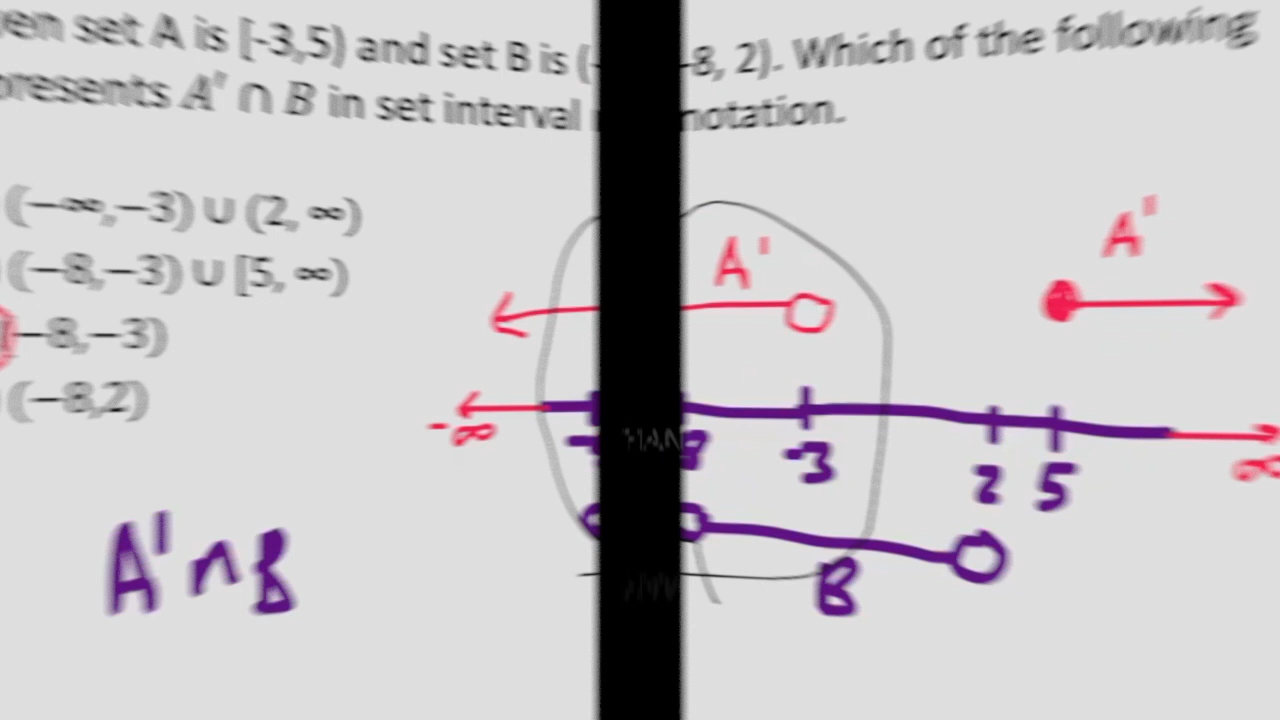 en set A is [-3,5) and set B is (-8, 2). Which of the following
presents A' ∩ B in set interval notation.
(−∞,−3) ∪ (2, ∞)
(−8,−3) ∪ [5, ∞)
(−8,−3)
(−8,2)
A' A'
-∞ -3 2 5 ∞
B
A'∩B